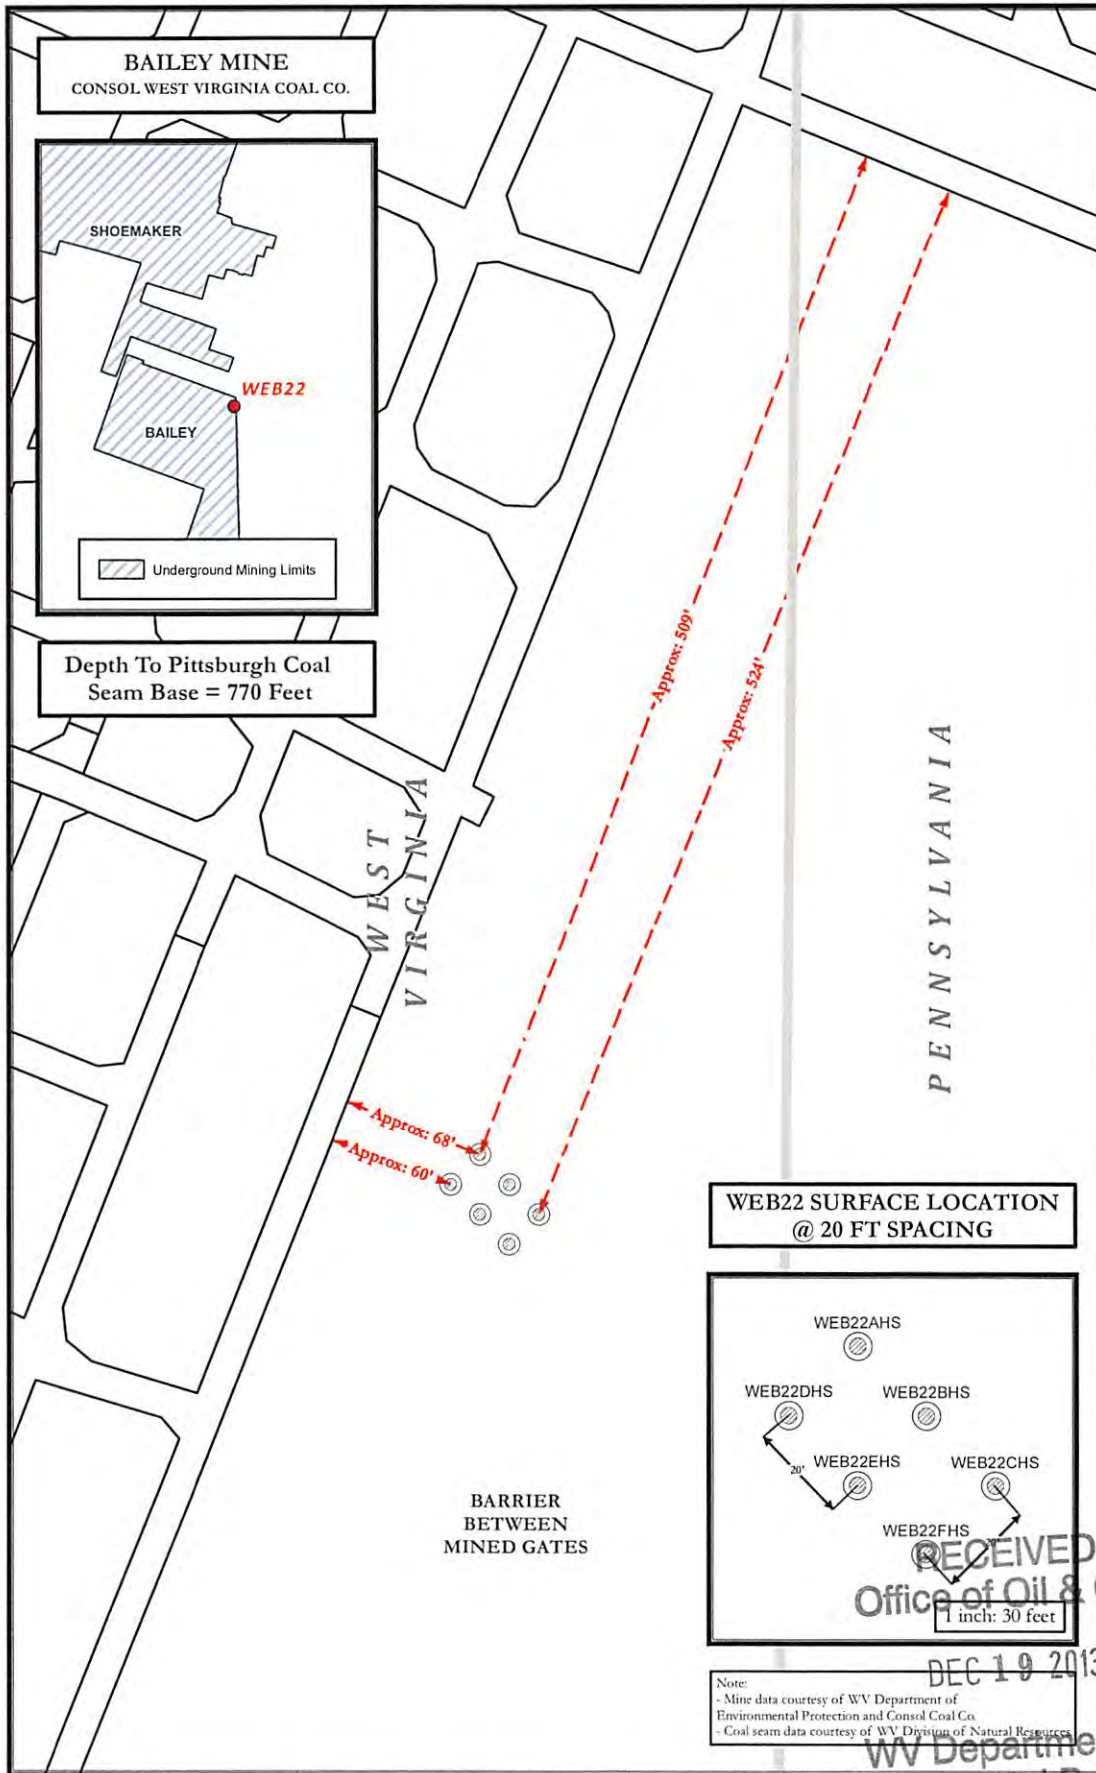 BAILEY MINE
CONSOL WEST VIRGINIA COAL CO.
SHOEMAKER
WEB22
BAILEY
Underground Mining Limits
Depth To Pittsburgh Coal
Seam Base = 770 Feet
Approx: 509'
Approx: 524'
WEST
VIRGINIA
PENNSYLVANIA
Approx: 68'
Approx: 60'
WEB22 SURFACE LOCATION
@ 20 FT SPACING
WEB22AHS
WEB22DHS
WEB22BHS
20'
WEB22EHS
WEB22CHS
WEB22FHS
20'
1 inch: 30 feet
BARRIER
BETWEEN
MINED GATES
RECEIVED
Office of Oil &
DEC 19 2013
Note:
- Mine data courtesy of WV Department of
Environmental Protection and Consol Coal Co.
- Coal seam data courtesy of WV Division of Natural Resources
WV Departme